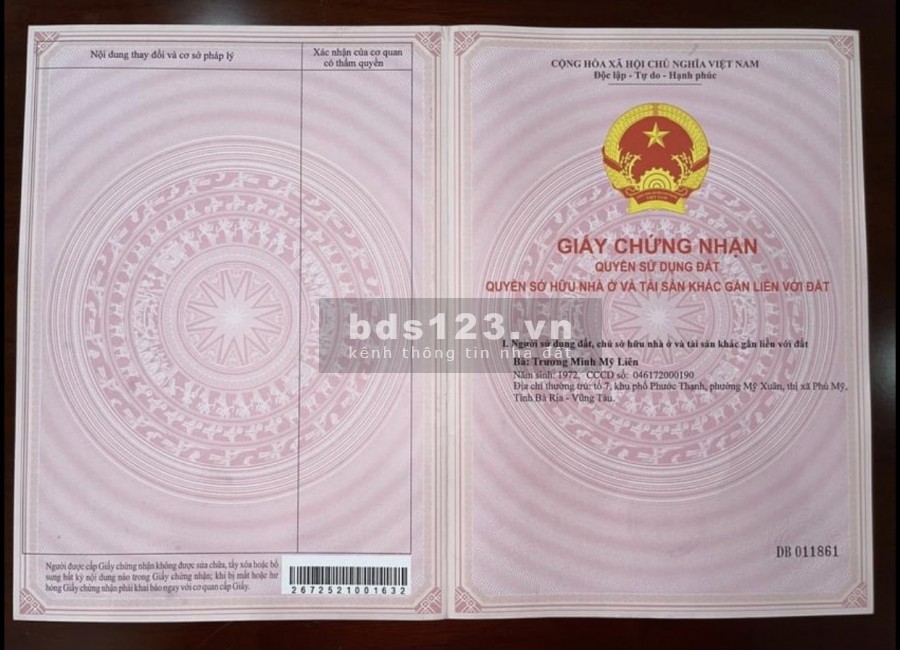 Nội dung thay đổi và cơ sở pháp lý
Xác nhận của cơ quan
có thẩm quyền
Người được cấp Giấy chứng nhận không được sửa chữa, tẩy xóa hoặc bổ
sung bất kỳ nội dung nào trong Giấy chứng nhận; khi bị mất hoặc hư
hỏng Giấy chứng nhận phải khai báo ngay với cơ quan cấp Giấy.
2672521001632
CỘNG HÒA XÃ HỘI CHỦ NGHĨA VIỆT NAM
Độc lập - Tự do - Hạnh phúc
VIỆT NAM
GIẤY CHỨNG NHẬN
QUYỀN SỬ DỤNG ĐẤT
QUYỀN SỞ HỮU NHÀ Ở VÀ TÀI SẢN KHÁC GẮN LIỀN VỚI ĐẤT
bds123.vn
kênh thông tin nhà đất
I. Người sử dụng đất, chủ sở hữu nhà ở và tài sản khác gắn liền với đất
Bà: Trương Minh Mỹ Liên
Năm sinh: 1972, CCCD số: 046172000190
Địa chỉ thường trú: tổ 7, khu phố Phước Thạnh, phường Mỹ Xuân, thị xã Phú Mỹ,
Tỉnh Bà Rịa - Vũng Tàu.
DB 011861